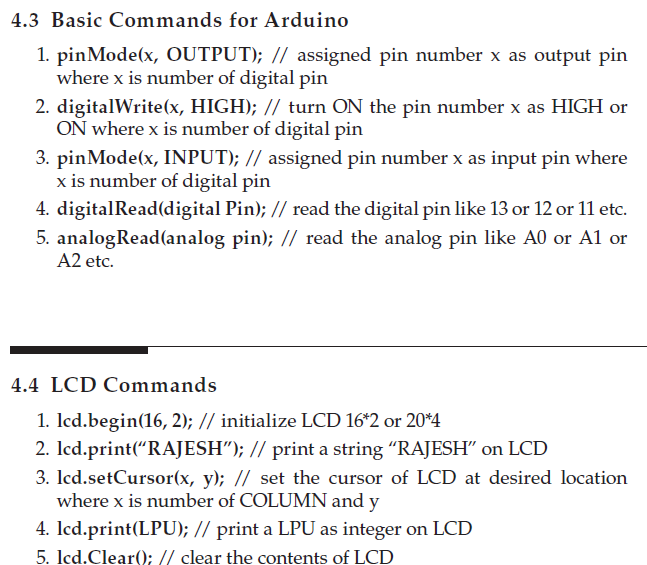 4.3 Basic Commands for Arduino
1. pinMode(x, OUTPUT); // assigned pin number x as output pin
where x is number of digital pin
2. digitalWrite(x, HIGH); // turn ON the pin number x as HIGH or
ON where x is number of digital pin
3. pinMode(x, INPUT); // assigned pin number x as input pin where
x is number of digital pin
4. digitalRead(digital Pin); // read the digital pin like 13 or 12 or 11 etc.
5. analogRead(analog pin); // read the analog pin like A0 or A1 or
A2 etc.
4.4 LCD Commands
1. lcd.begin(16, 2); // initialize LCD 16*2 or 20*4
2. lcd.print(“RAJESH”); // print a string “RAJESH” on LCD
3. lcd.setCursor(x, y); // set the cursor of LCD at desired location
where x is number of COLUMN and y
4. lcd.print(LPU); // print a LPU as integer on LCD
5. lcd.Clear(); // clear the contents of LCD